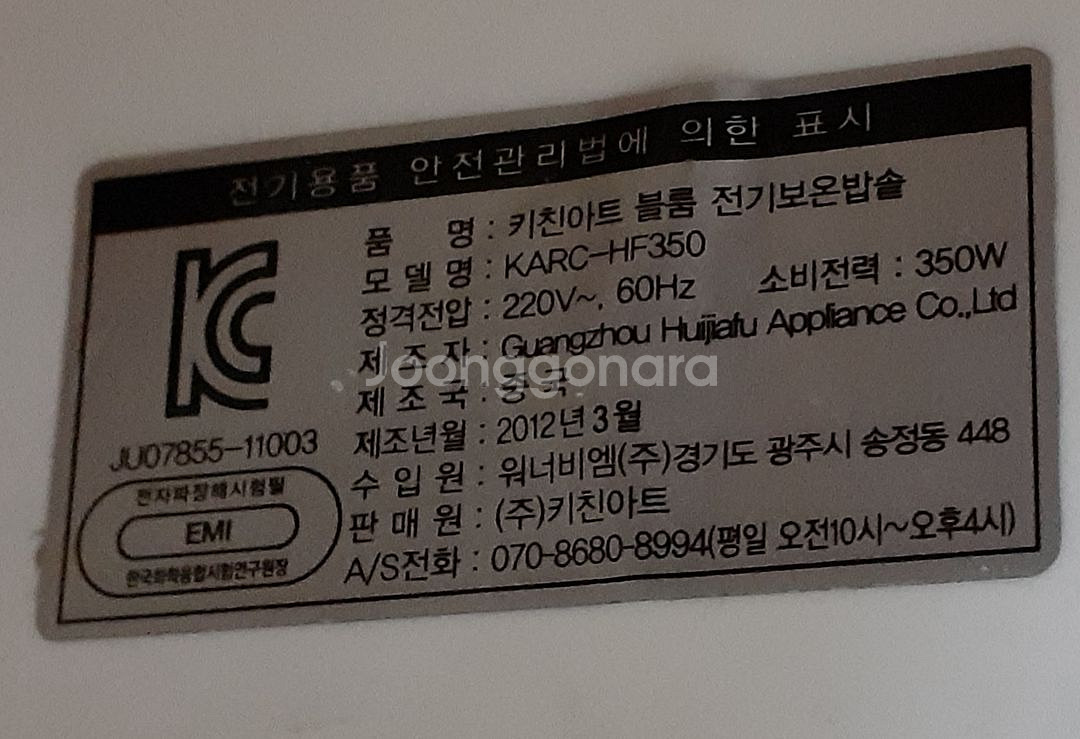 전기용품 안전관리법에 의한 표시
품 명 : 키친아트 블룸 전기보온밥솥
모 델 명 : KARC-HF350
정격전압 : 220V~, 60Hz 소비전력 : 350W
제 조 자 : Guangzhou Huijiafu Appliance Co.,Ltd
Joonggonara
제 조 국 : 중국
제조년월 : 2012년 3월
수 입 원 : 워너비엠(주)경기도 광주시 송정동 448
판 매 원 : (주)키친아트
A/S전화 : 070-8680-8994(평일 오전10시~오후4시)
KC
JU07855-11003
전자파장해시험필
EMI
한국화학융합시험연구원장